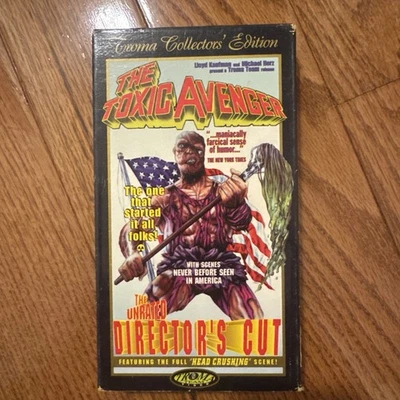 Troma Collectors' Edition
Lloyd Kaufman and Michael Herz
present a Troma Team release
THE
TOXIC AVENGER
"...maniacally
farcical sense
of humor..."
THE NEW YORK TIMES
The one
that
started
it all
folks!
WITH SCENES
NEVER BEFORE SEEN
IN AMERICA
THE
UNRATED
DIRECTOR'S CUT
FEATURING THE FULL "HEAD CRUSHING" SCENE!
TROMA